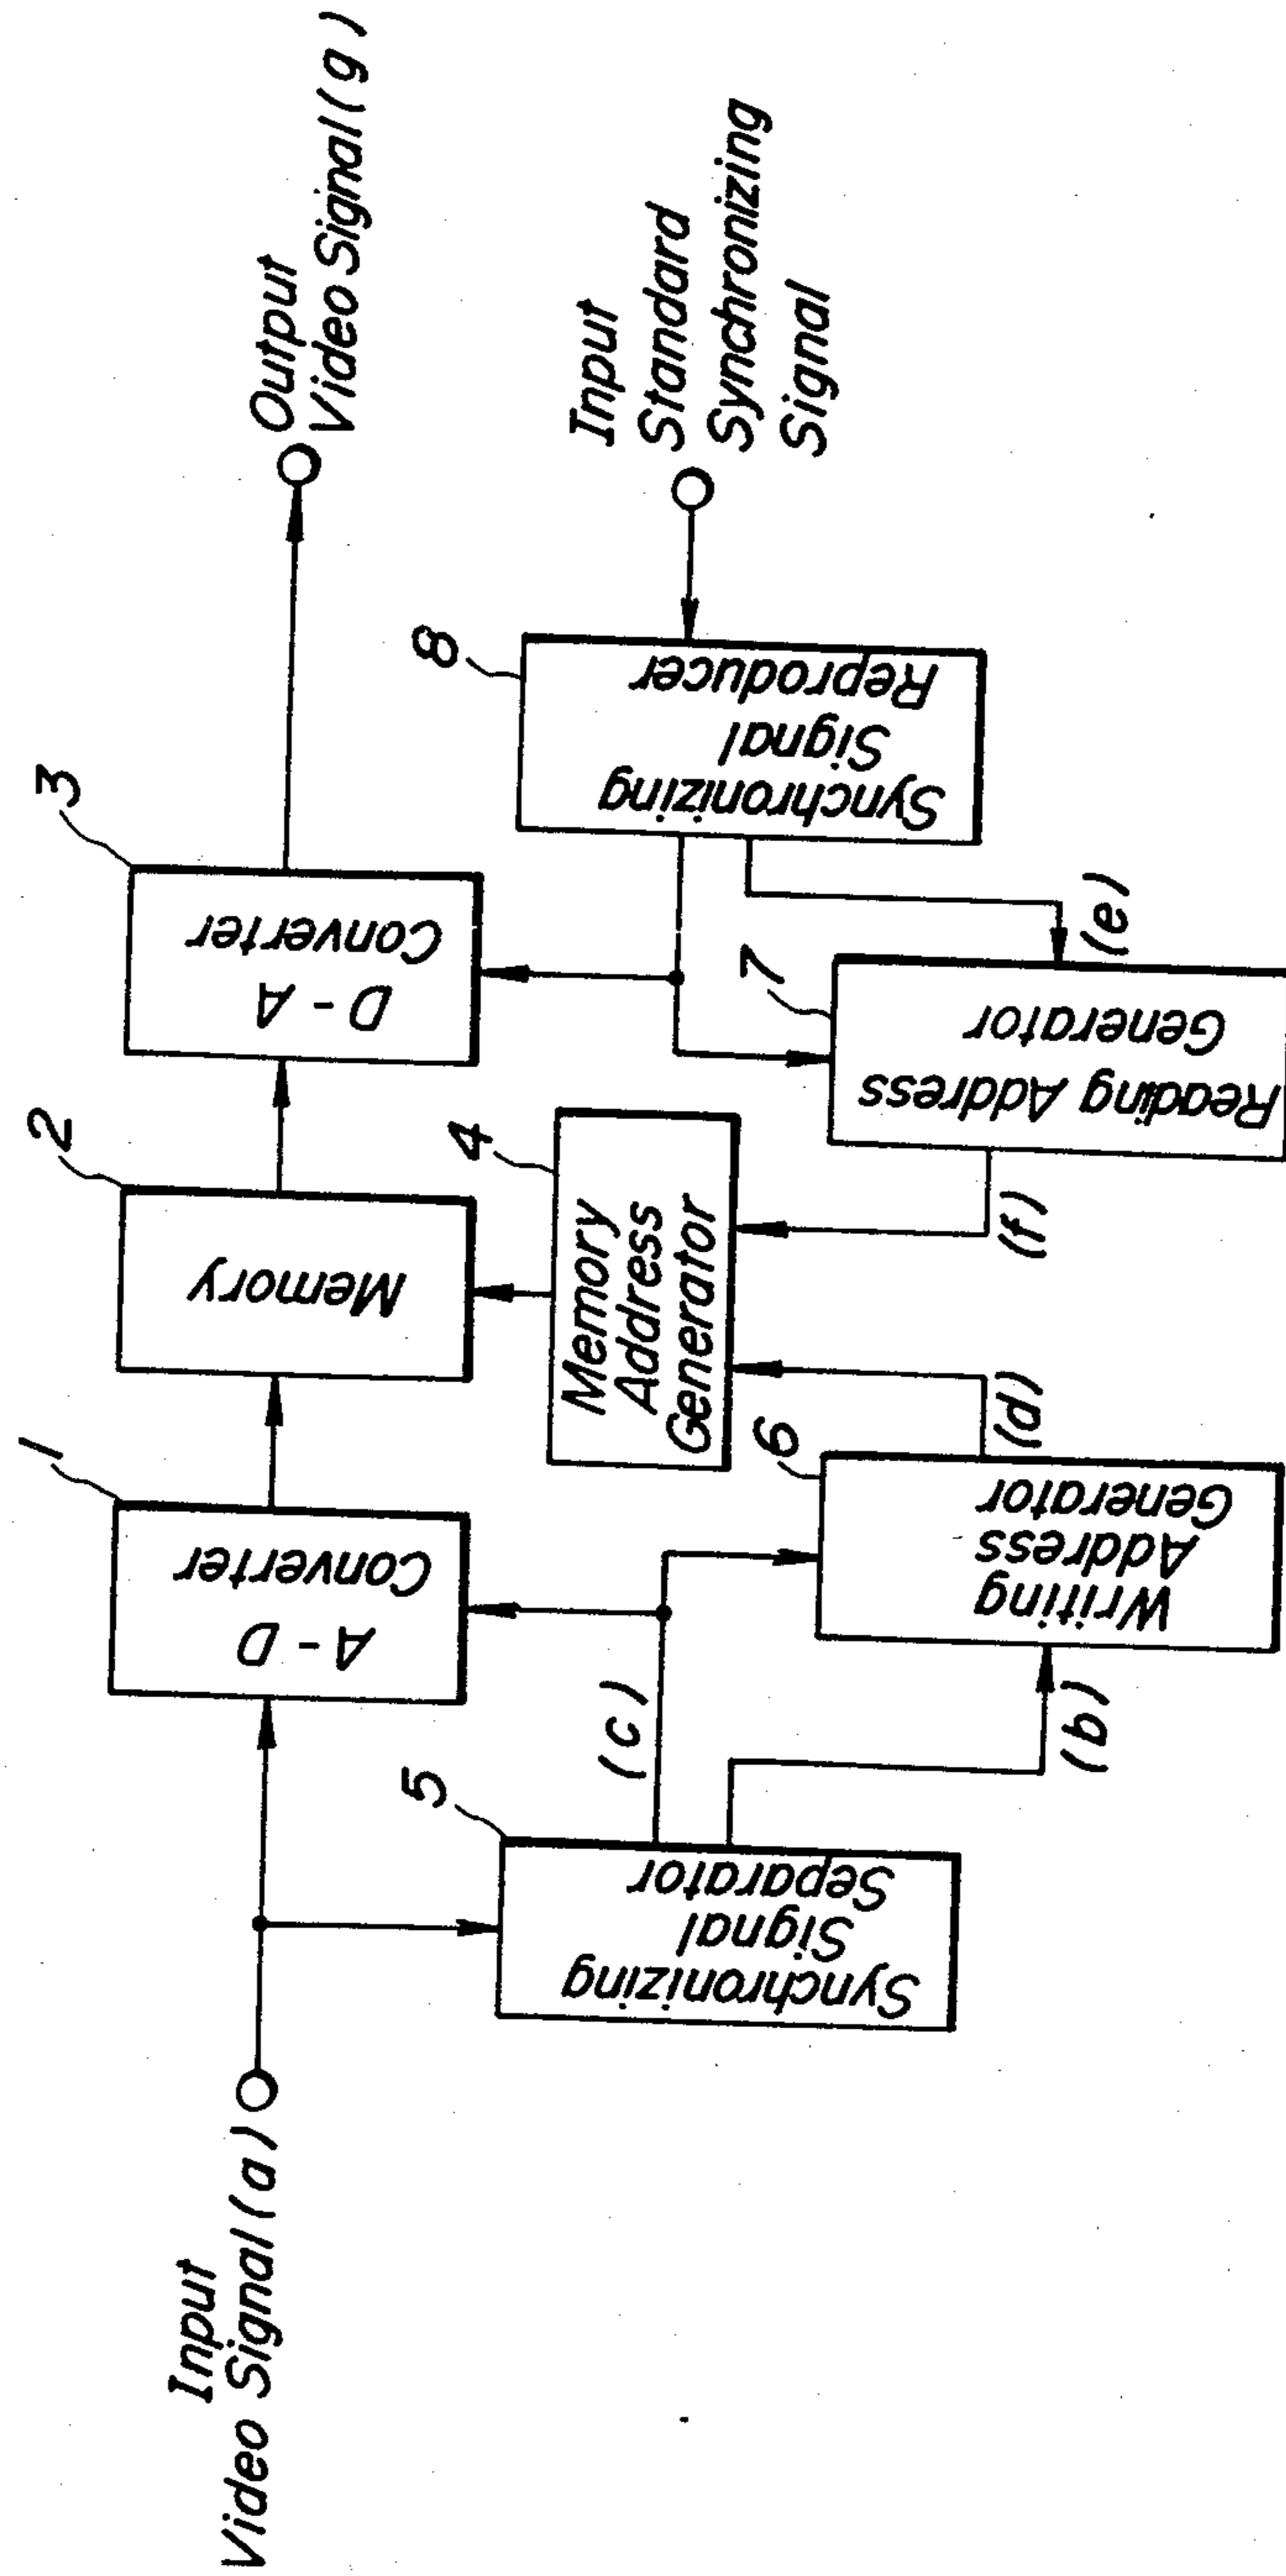 Input
Video Signal (a)
1
A - D
Converter
2
Memory
3
D - A
Converter
Output
Video Signal (g)
5
Synchronizing
Signal
Separator
(c)
(b)
4
Memory
Address
Generator
6
Writing
Address
Generator
(d)
(f)
7
Reading Address
Generator
(e)
8
Synchronizing
Signal
Reproducer
Input
Standard
Synchronizing
Signal